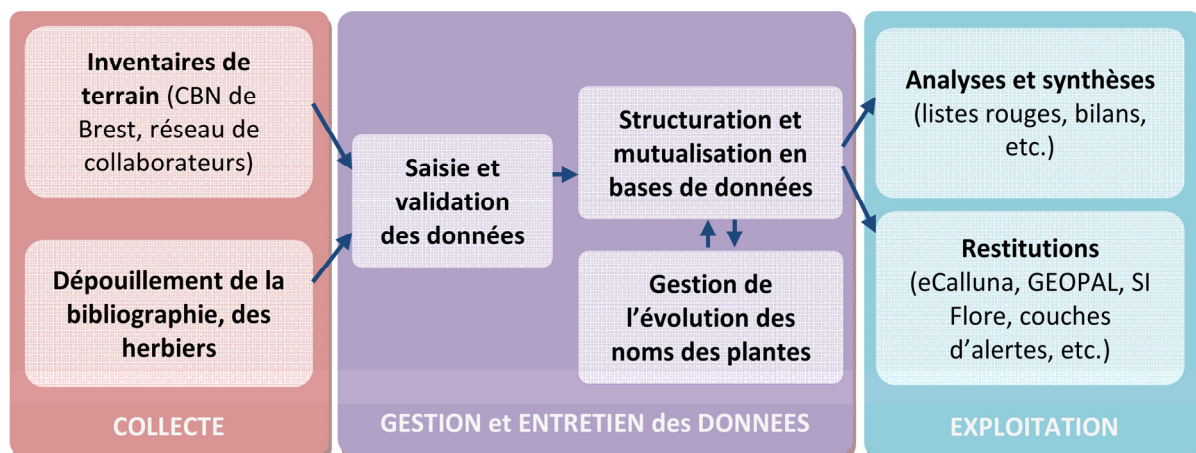 Inventaires de
terrain (CBN de
Brest, réseau de
collaborateurs)
Dépouillement de la
bibliographie, des
herbiers
COLLECTE
Saisie et
validation
des données
Structuration et
mutualisation en
bases de données
Gestion de
l’évolution des
noms des plantes
GESTION et ENTRETIEN des DONNEES
Analyses et synthèses
(listes rouges, bilans,
etc.)
Restitutions
(eCalluna, GEOPAL, SI
Flore, couches
d’alertes, etc.)
EXPLOITATION